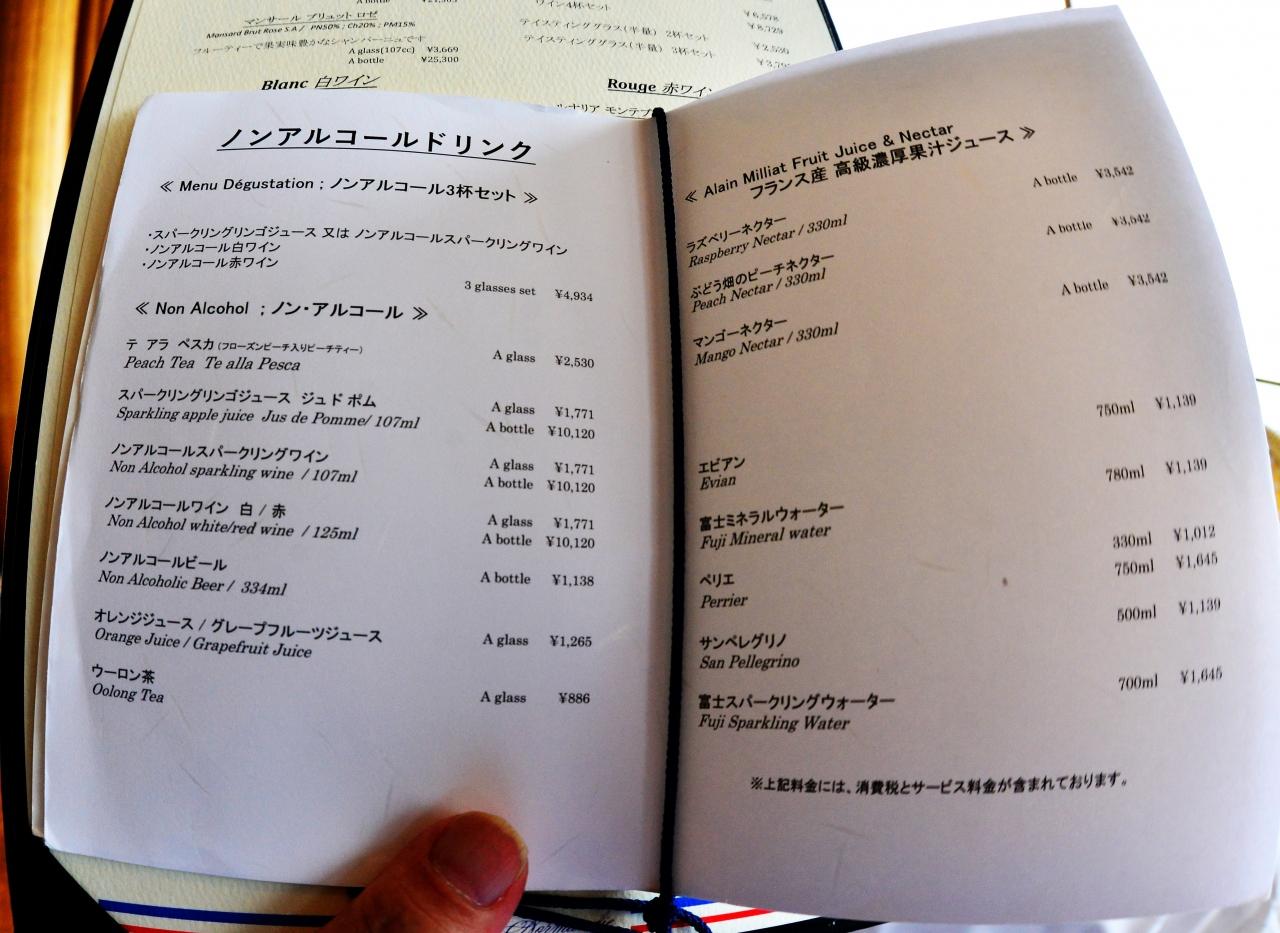 マンサール ブリュット ロゼ
Mansard Brut Rose S.A / PN50% ; Ch20% ; PM15%
フルーティーで果実味豊かなシャンパーニュです
A glass(107cc) ¥3,669
A bottle ¥25,300
Blanc 白ワイン
ワイン4杯セット ¥6,578
¥8,729
テイスティンググラス(半量) 2杯セット ¥2,530
テイスティンググラス(半量) 3杯セット
Rouge 赤ワイン
ノンアルコールドリンク
≪ Menu Dégustation ; ノンアルコール3杯セット ≫
・スパークリングリンゴジュース 又は ノンアルコールスパークリングワイン
・ノンアルコール白ワイン
・ノンアルコール赤ワイン
3 glasses set ¥4,934
≪ Non Alcohol ; ノン・アルコール ≫
テ アラ ペスカ (フローズンピーチ入りピーチティー)
Peach Tea Te alla Pesca A glass ¥2,530
スパークリングリンゴジュース ジュ ド ポム A glass ¥1,771
Sparkling apple juice Jus de Pomme/ 107ml A bottle ¥10,120
ノンアルコールスパークリングワイン A glass ¥1,771
Non Alcohol sparkling wine / 107ml A bottle ¥10,120
ノンアルコールワイン 白 / 赤 A glass ¥1,771
Non Alcohol white/red wine / 125ml A bottle ¥10,120
ノンアルコールビール
Non Alcoholic Beer / 334ml A bottle ¥1,138
オレンジジュース / グレープフルーツジュース
Orange Juice / Grapefruit Juice A glass ¥1,265
ウーロン茶
Oolong Tea A glass ¥886
≪ Alain Milliat Fruit Juice & Nectar
フランス産 高級濃厚果汁ジュース ≫
ラズベリーネクター
Raspberry Nectar / 330ml A bottle ¥3,542
ぶどう畑のピーチネクター
Peach Nectar / 330ml A bottle ¥3,542
マンゴーネクター
Mango Nectar / 330ml A bottle ¥3,542
エビアン
Evian 750ml ¥1,139
富士ミネラルウォーター
Fuji Mineral water 780ml ¥1,139
ペリエ 330ml ¥1,012
Perrier 750ml ¥1,645
サンペレグリノ
San Pellegrino 500ml ¥1,139
富士スパークリングウォーター
Fuji Sparkling Water 700ml ¥1,645
※上記料金には、消費税とサービス料金が含まれております。